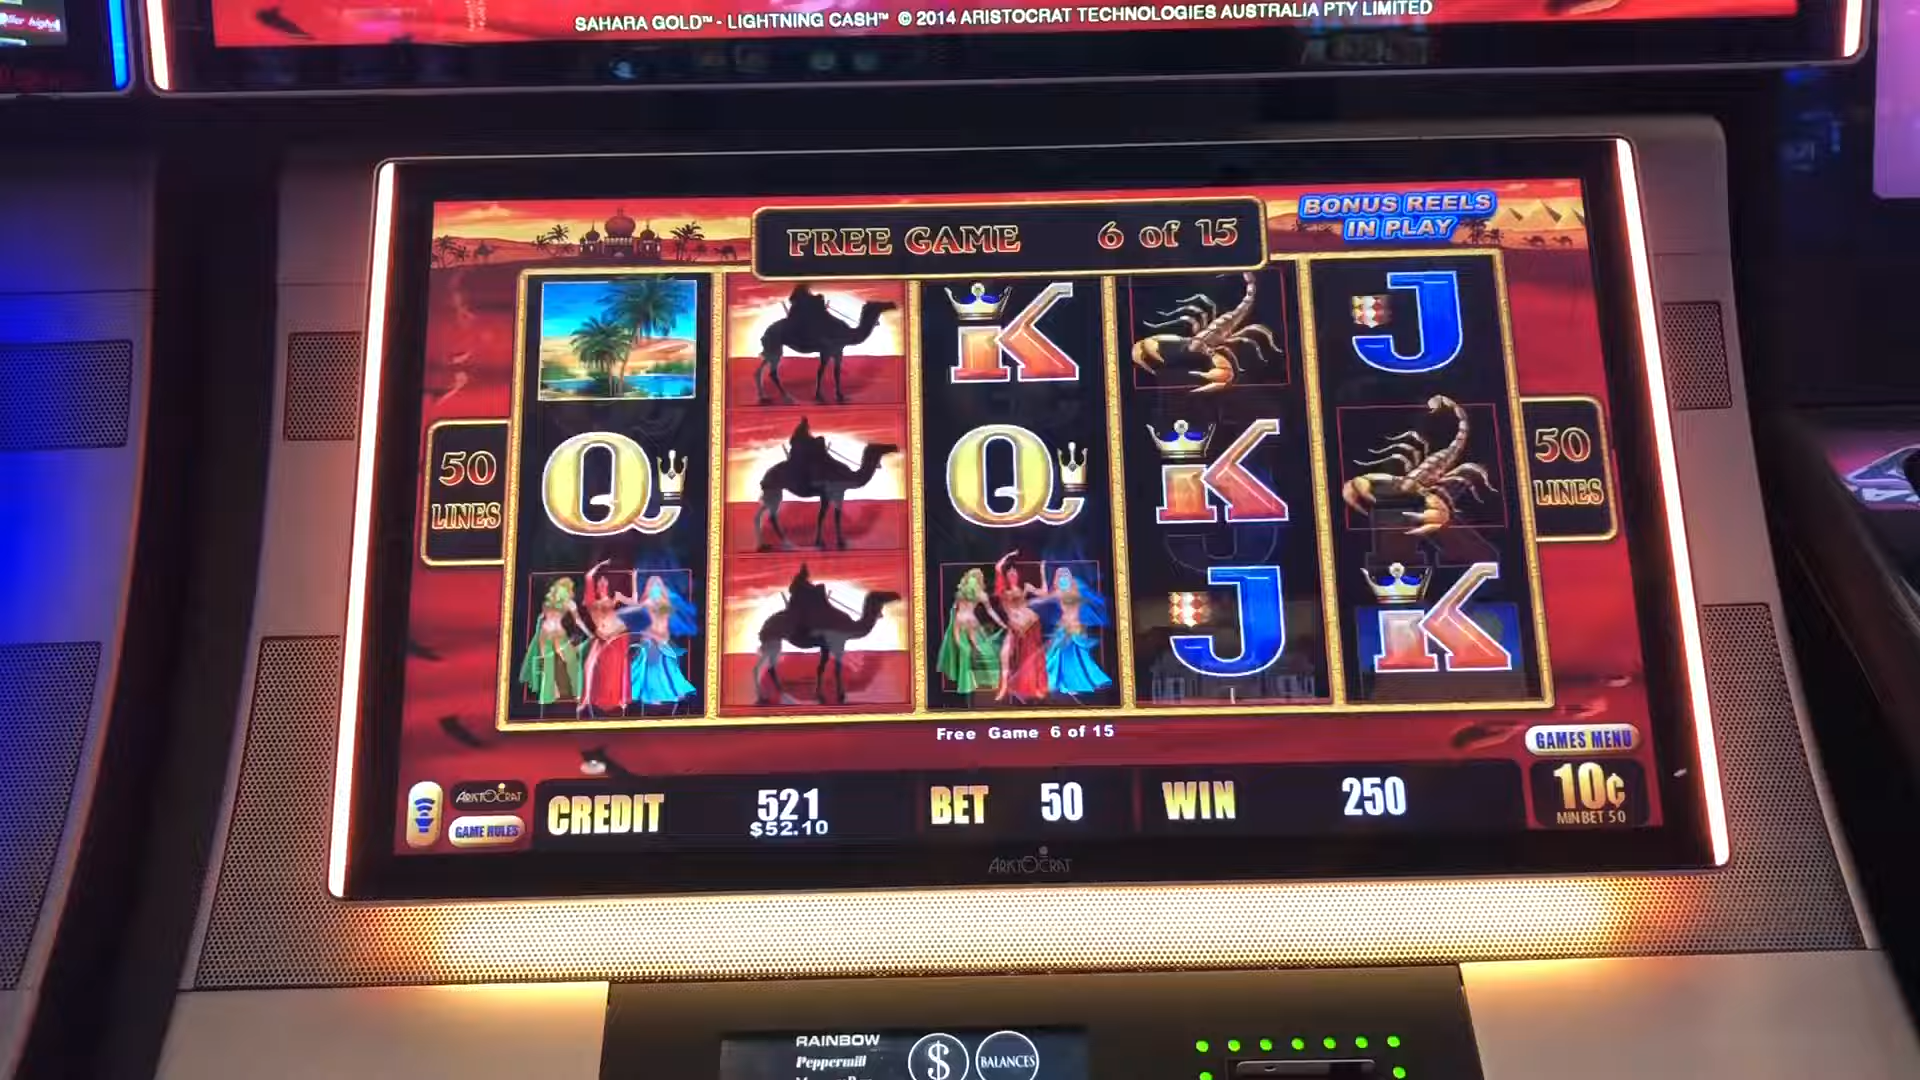 SAHARA GOLD™ - LIGHTNING CASH™ © 2014 ARISTOCRAT TECHNOLOGIES AUSTRALIA PTY LIMITED
FREE GAME 6 of 15
BONUS REELS
IN PLAY
K
J
50
LINES
Q
Q
K
50
LINES
J
K
Free Game 6 of 15
GAMES MENU
ARISTOCRAT
GAME RULES
CREDIT 521
$52.10
BET 50
WIN 250
10¢
MIN BET 50
ARISTOCRAT
RAINBOW
Peppermill
$
BALANCES